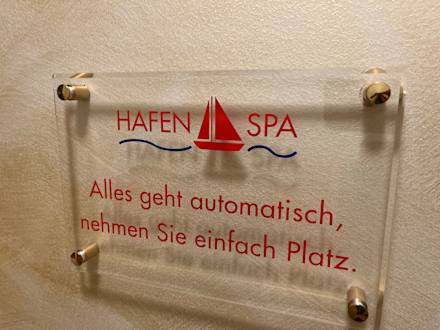 HAFEN SPA
Alles geht automatisch,
nehmen Sie einfach Platz.